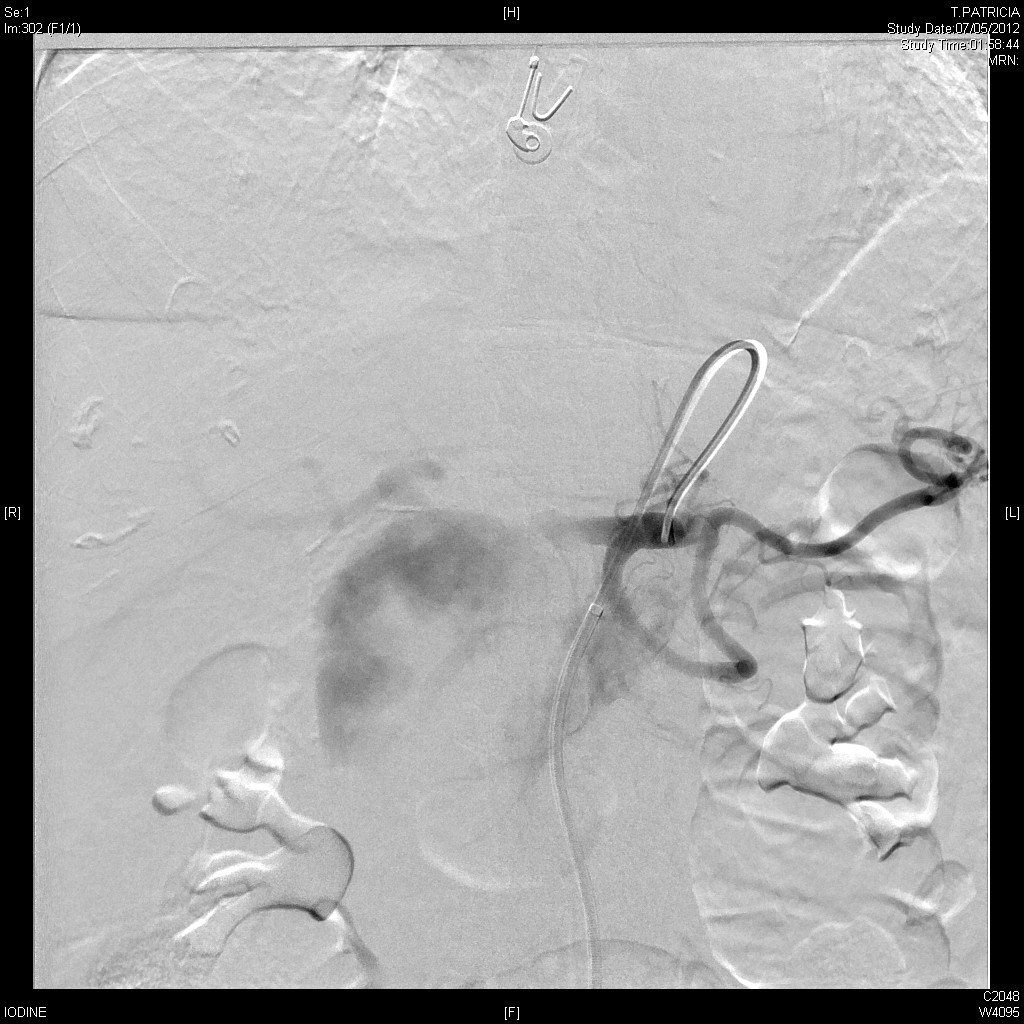 Se:1
Im:302 (F1/1)
[H]
T.PATRICIA
Study Date:07/05/2012
Study Time:01:58:44
MRN:
[R]
[L]
IODINE
[F]
C2048
W4095